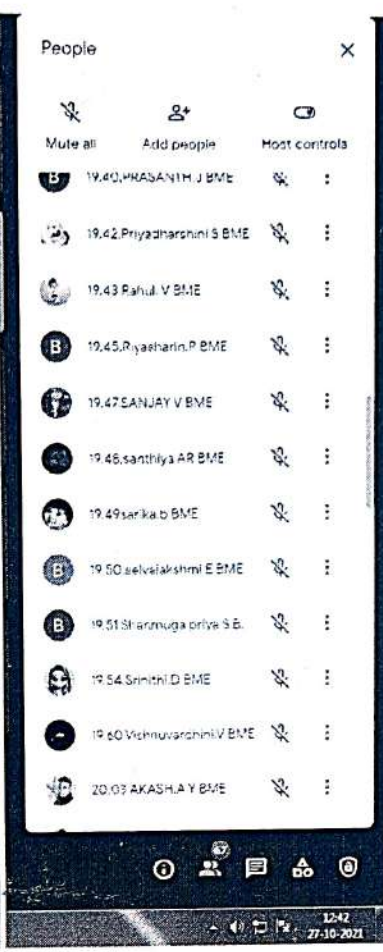 People
Mute all Add people Host controls
B 19.40.PRASANTH.J BME
19.42.Priyadharshini S BME
19.43 Rahul. V BME
B 19.45.Riyasharin.P BME
19.47 SANJAY V BME
19.48.santhiya AR BME
19.49sarika.b BME
B 19.50.selvalakshmi E BME
B 19.51 Shanmuga priya S B.
19.54 Srinithi.D BME
19.60 Vishnuvardhini.V BME
20.03 AKASH.A Y BME
67
12:42
27-10-2021